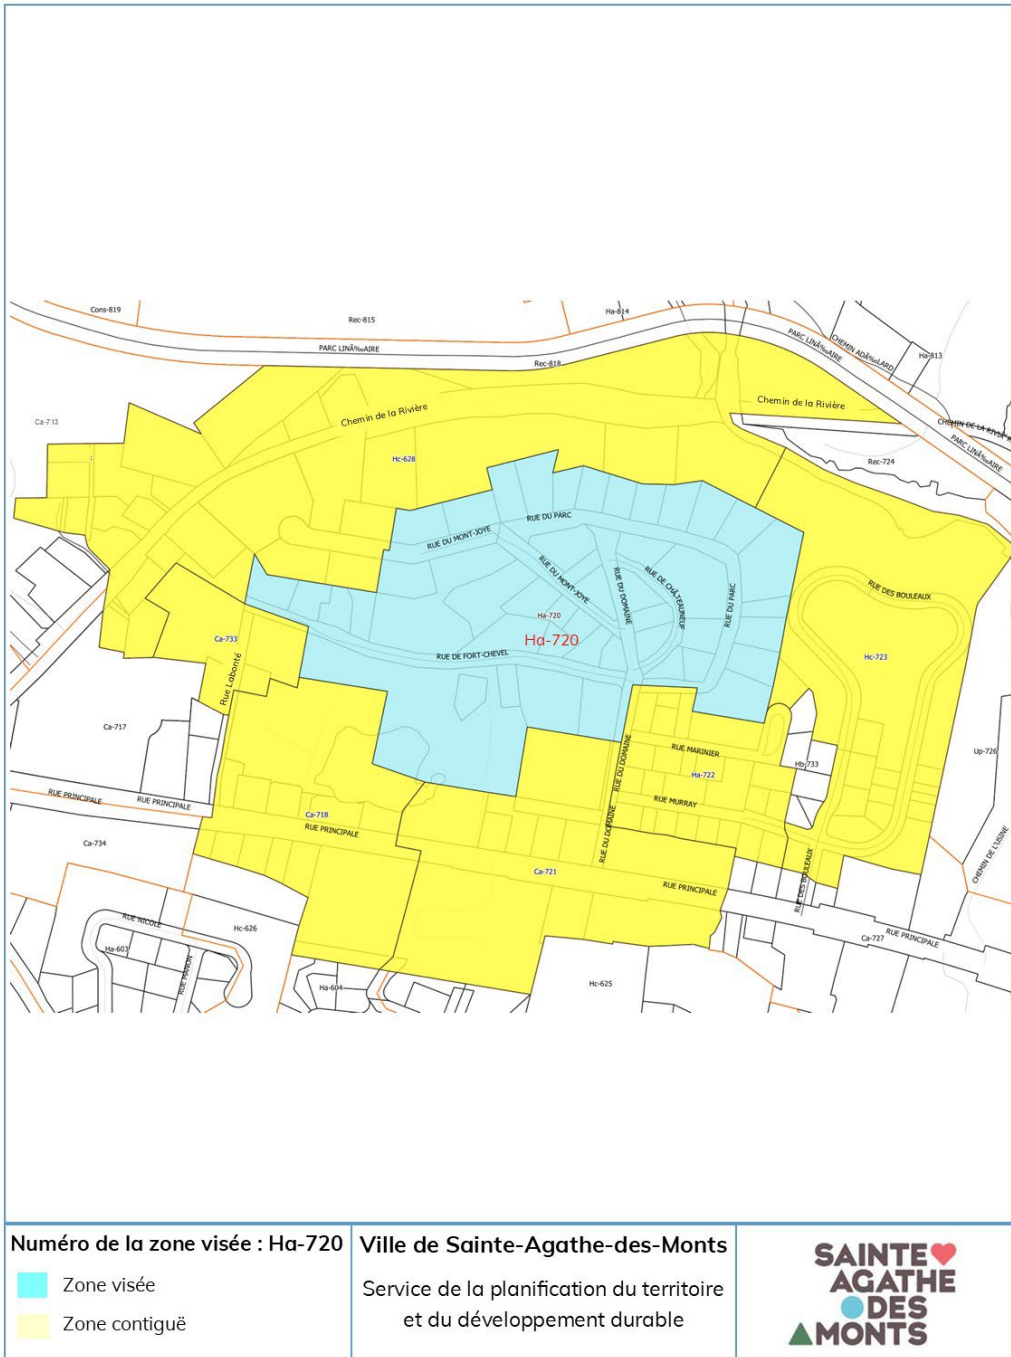 Cons-819
Rec-815
Ha-814
PARC LINÃ‰AIRE
Rec-818
PARC LINÃ‰AIRE
CHEMIN ADÃ‰LARD
Ha-813
Ca-713
Chemin de la Rivière
Chemin de la Rivière
PARC LINÃ‰AIRE
Rec-724
Hc-628
RUE DU PARC
RUE DU MONT-JOYE
RUE DU MONT-JOYE
RUE DU DOMAINE
RUE DE CHÂTEAUNEUF
RUE DU PARC
RUE DES BOULEAUX
Ha-720
Ha-720
Ca-733
RUE DE FORT-CHEVEL
Hc-723
Rue Labonté
Ca-717
RUE DU DOMAINE
RUE MARINIER
Hb-733
Up-726
Ha-722
RUE PRINCIPALE
RUE PRINCIPALE
RUE MURRAY
Ca-718
RUE PRINCIPALE
RUE DU DOMAINE
Ca-734
CHEMIN DE L'USINE
Ca-721
RUE PRINCIPALE
RUE DES BOULEAUX
RUE NICOLE
Hc-626
Ca-727
RUE PRINCIPALE
Ha-603
RUE MANON
Ha-604
Hc-625
Numéro de la zone visée : Ha-720
Zone visée
Zone contiguë
Ville de Sainte-Agathe-des-Monts
Service de la planification du territoire
et du développement durable
SAINTE
AGATHE
DES
MONTS